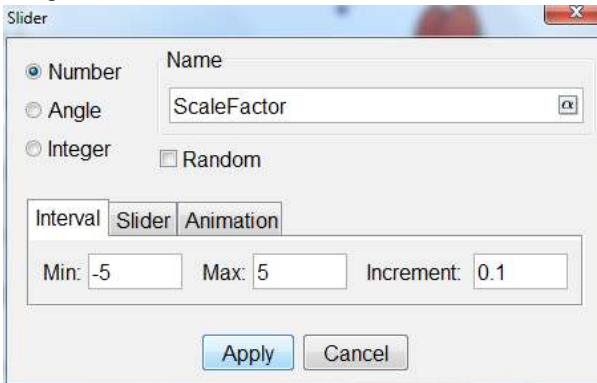 Slider
Number
Name
Angle
ScaleFactor
α
Integer
Random
Interval Slider Animation
Min: -5 Max: 5 Increment: 0.1
Apply Cancel